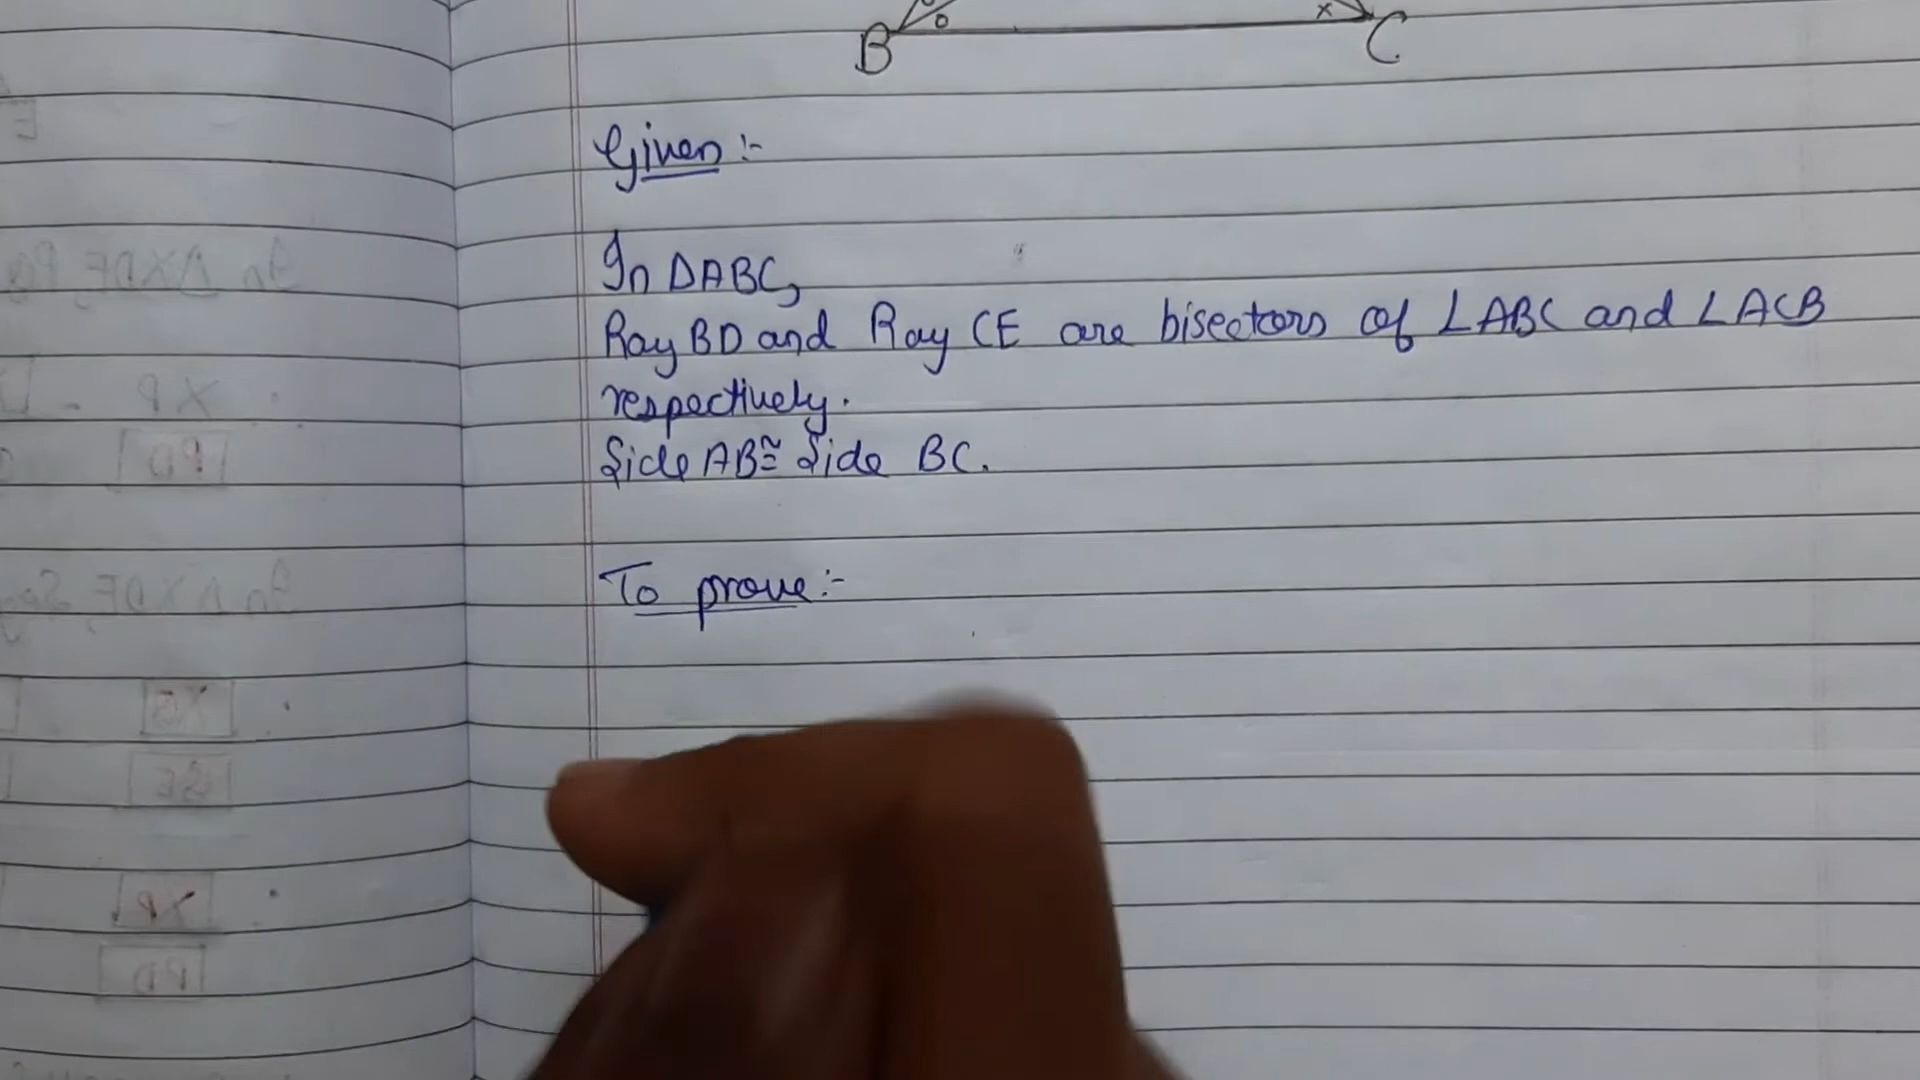 B C
o x
Given :-
In ΔABC,
Ray BD and Ray CE are bisectors of ∠ABC and ∠ACB
respectively.
Side AB ≅ Side BC.
To prove :-